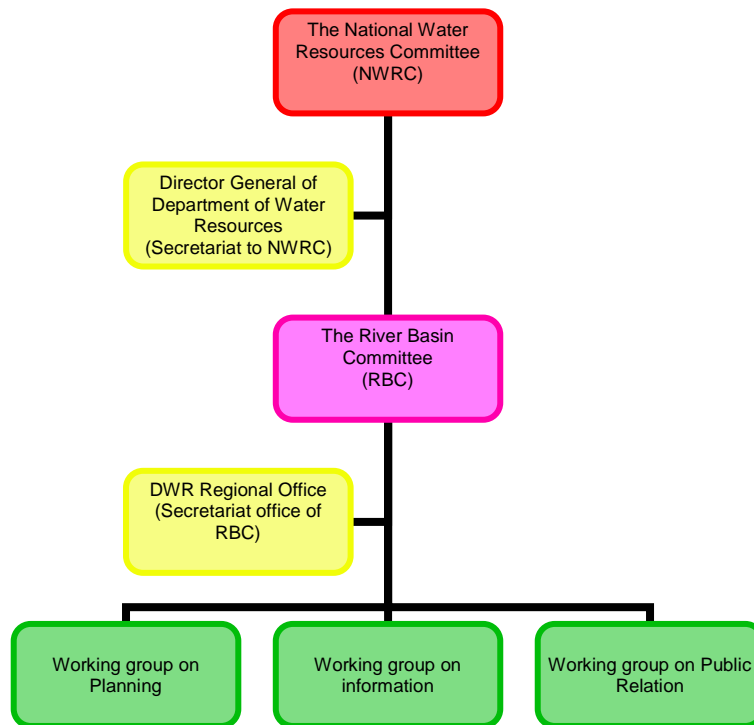 The National Water
Resources Committee
(NWRC)
Director General of
Department of Water
Resources
(Secretariat to NWRC)
The River Basin
Committee
(RBC)
DWR Regional Office
(Secretariat office of
RBC)
Working group on
Planning
Working group on
information
Working group on Public
Relation